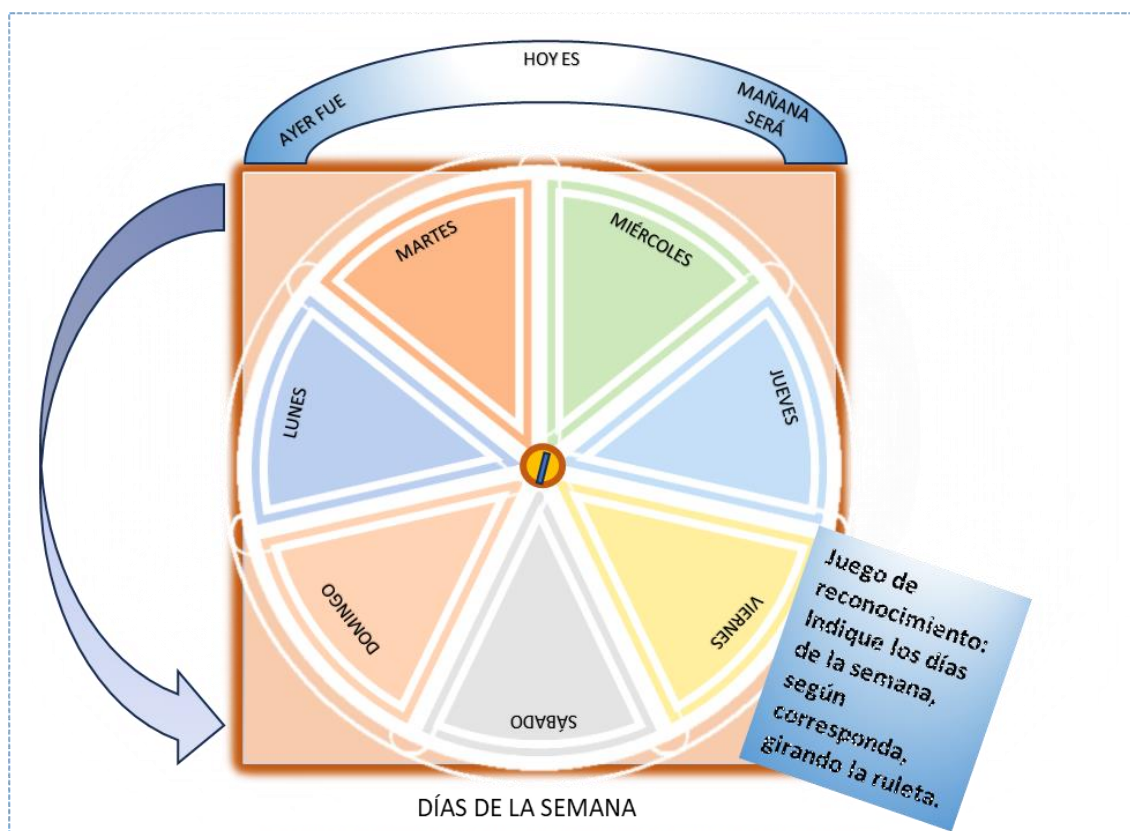 HOY ES
AYER FUE
MAÑANA
SERÁ
MARTES
MIÉRCOLES
LUNES
JUEVES
DOMINGO
VIERNES
SÁBADO
Juego de
reconocimiento:
Indique los días
de la semana,
según
corresponda,
girando la ruleta.
DÍAS DE LA SEMANA